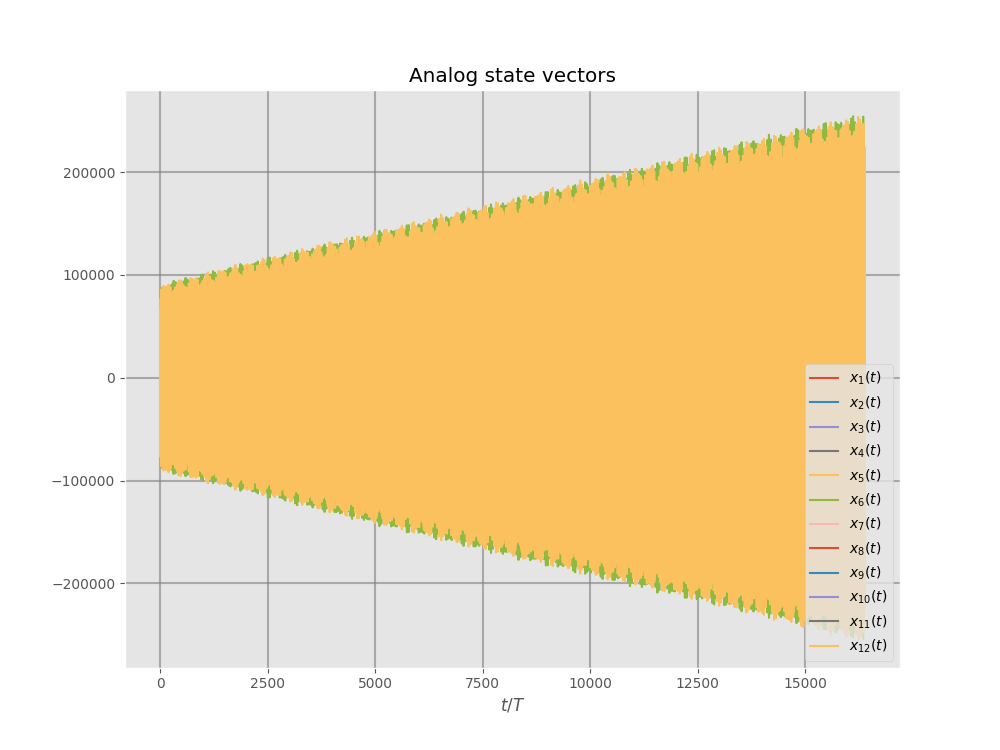 Analog state vectors
200000
100000
0
−100000
−200000
0 2500 5000 7500 10000 12500 15000
t/T
x₁(t)
x₂(t)
x₃(t)
x₄(t)
x₅(t)
x₆(t)
x₇(t)
x₈(t)
x₉(t)
x₁₀(t)
x₁₁(t)
x₁₂(t)